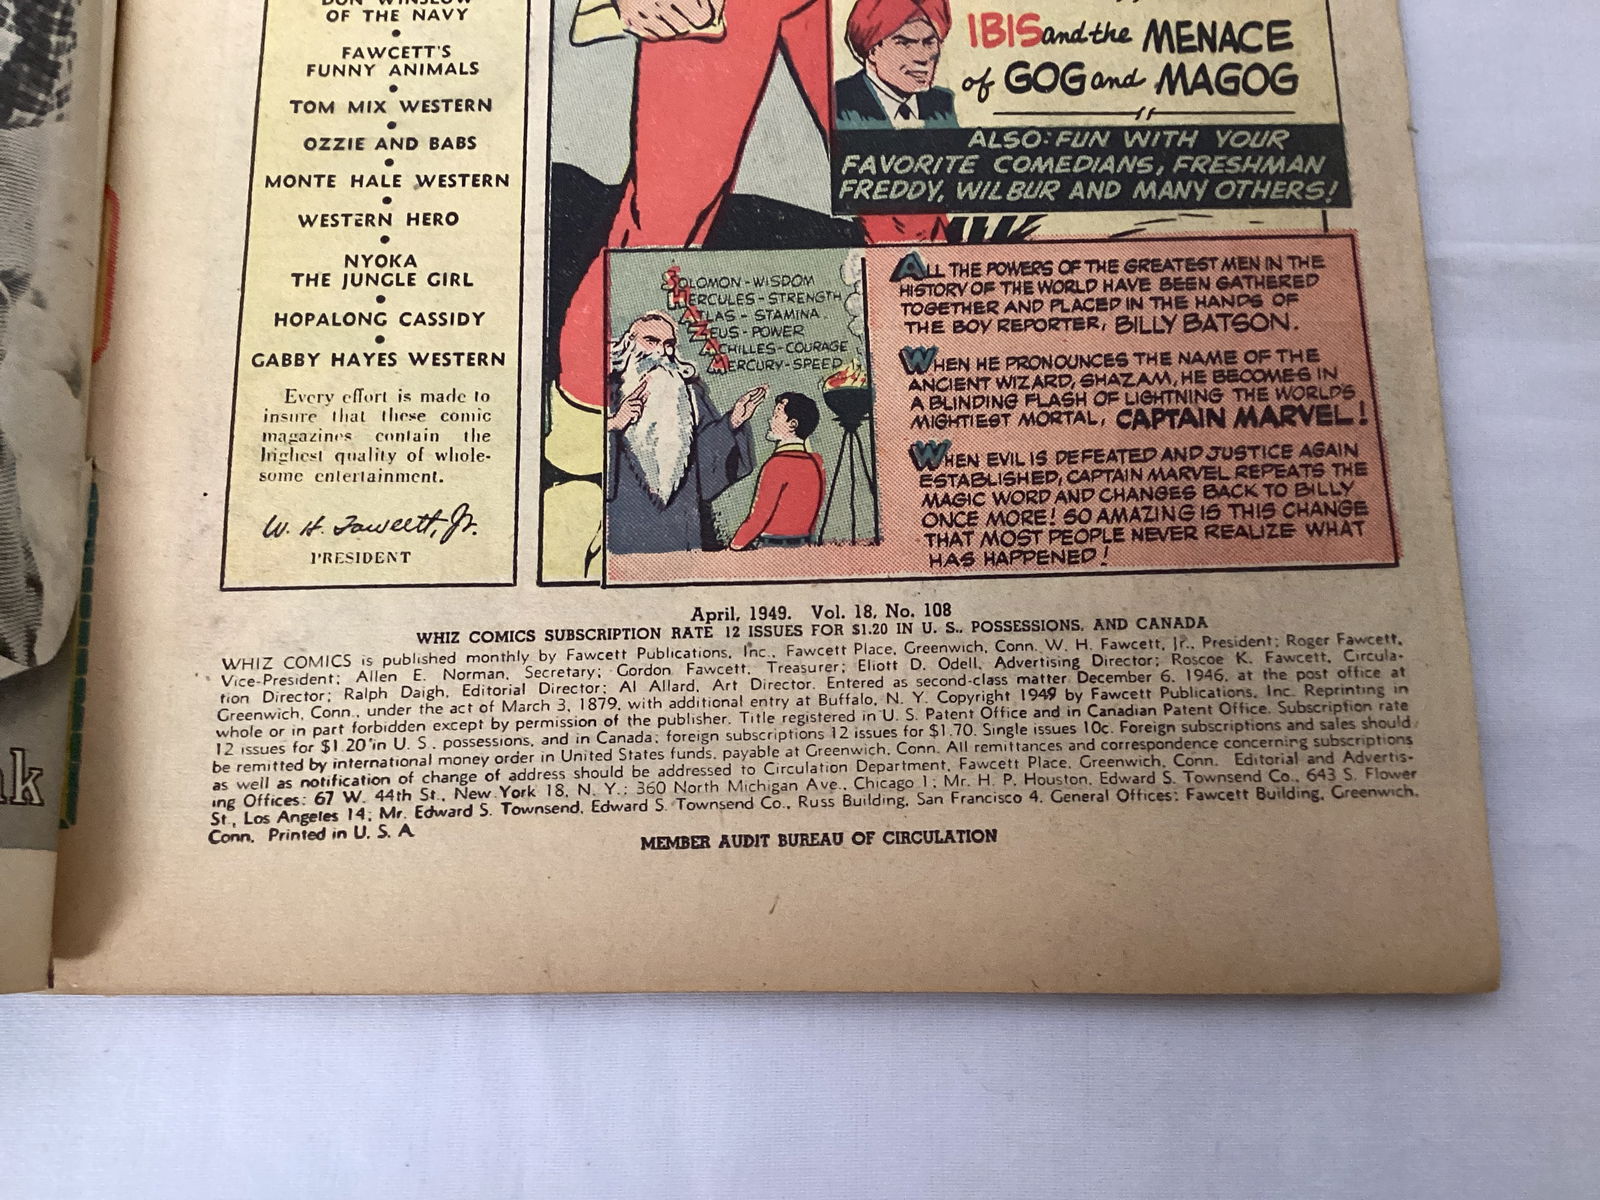 DON WINSLOW
OF THE NAVY
FAWCETT'S
FUNNY ANIMALS
TOM MIX WESTERN
OZZIE AND BABS
MONTE HALE WESTERN
WESTERN HERO
NYOKA
THE JUNGLE GIRL
HOPALONG CASSIDY
GABBY HAYES WESTERN
Every effort is made to
insure that these comic
magazines contain the
highest quality of whole-
some entertainment.
W. H. Fawcett, Jr.
PRESIDENT
IBIS and the MENACE
of GOG and MAGOG
ALSO: FUN WITH YOUR
FAVORITE COMEDIANS, FRESHMAN
FREDDY, WILBUR AND MANY OTHERS!
SOLOMON - WISDOM
HERCULES - STRENGTH
ATLAS - STAMINA
ZEUS - POWER
ACHILLES - COURAGE
MERCURY - SPEED
ALL THE POWERS OF THE GREATEST MEN IN THE
HISTORY OF THE WORLD HAVE BEEN GATHERED
TOGETHER AND PLACED IN THE HANDS OF
THE BOY REPORTER, BILLY BATSON.
WHEN HE PRONOUNCES THE NAME OF THE
ANCIENT WIZARD, SHAZAM, HE BECOMES IN
A BLINDING FLASH OF LIGHTNING THE WORLD'S
MIGHTIEST MORTAL, CAPTAIN MARVEL!
WHEN EVIL IS DEFEATED AND JUSTICE AGAIN
ESTABLISHED, CAPTAIN MARVEL REPEATS THE
MAGIC WORD AND CHANGES BACK TO BILLY
ONCE MORE! SO AMAZING IS THIS CHANGE
THAT MOST PEOPLE NEVER REALIZE WHAT
HAS HAPPENED!
April, 1949. Vol. 18, No. 108
WHIZ COMICS SUBSCRIPTION RATE 12 ISSUES FOR $1.20 IN U. S., POSSESSIONS, AND CANADA
WHIZ COMICS is published monthly by Fawcett Publications, Inc., Fawcett Place, Greenwich, Conn. W. H. Fawcett, Jr., President; Roger Fawcett,
Vice-President; Allen E. Norman, Secretary; Gordon Fawcett, Treasurer; Eliott D. Odell, Advertising Director; Roscoe K. Fawcett, Circula-
tion Director; Ralph Daigh, Editorial Director; Al Allard, Art Director. Entered as second-class matter December 6, 1946, at the post office at
Greenwich, Conn., under the act of March 3, 1879, with additional entry at Buffalo, N. Y. Copyright 1949 by Fawcett Publications, Inc. Reprinting in
whole or in part forbidden except by permission of the publisher. Title registered in U. S. Patent Office and in Canadian Patent Office. Subscription rate
12 issues for $1.20 in U. S., possessions, and in Canada; foreign subscriptions 12 issues for $1.70. Single issues 10c. Foreign subscriptions and sales should
be remitted by international money order in United States funds, payable at Greenwich, Conn. All remittances and correspondence concerning subscriptions
as well as notification of change of address should be addressed to Circulation Department, Fawcett Place, Greenwich, Conn. Editorial and Advertis-
ing Offices: 67 W. 44th St., New York 18, N. Y.; 360 North Michigan Ave., Chicago 1; Mr. H. P. Houston, Edward S. Townsend Co., 643 S. Flower
St., Los Angeles 14; Mr. Edward S. Townsend, Edward S. Townsend Co., Russ Building, San Francisco 4. General Offices: Fawcett Building, Greenwich,
Conn. Printed in U. S. A.
MEMBER AUDIT BUREAU OF CIRCULATION